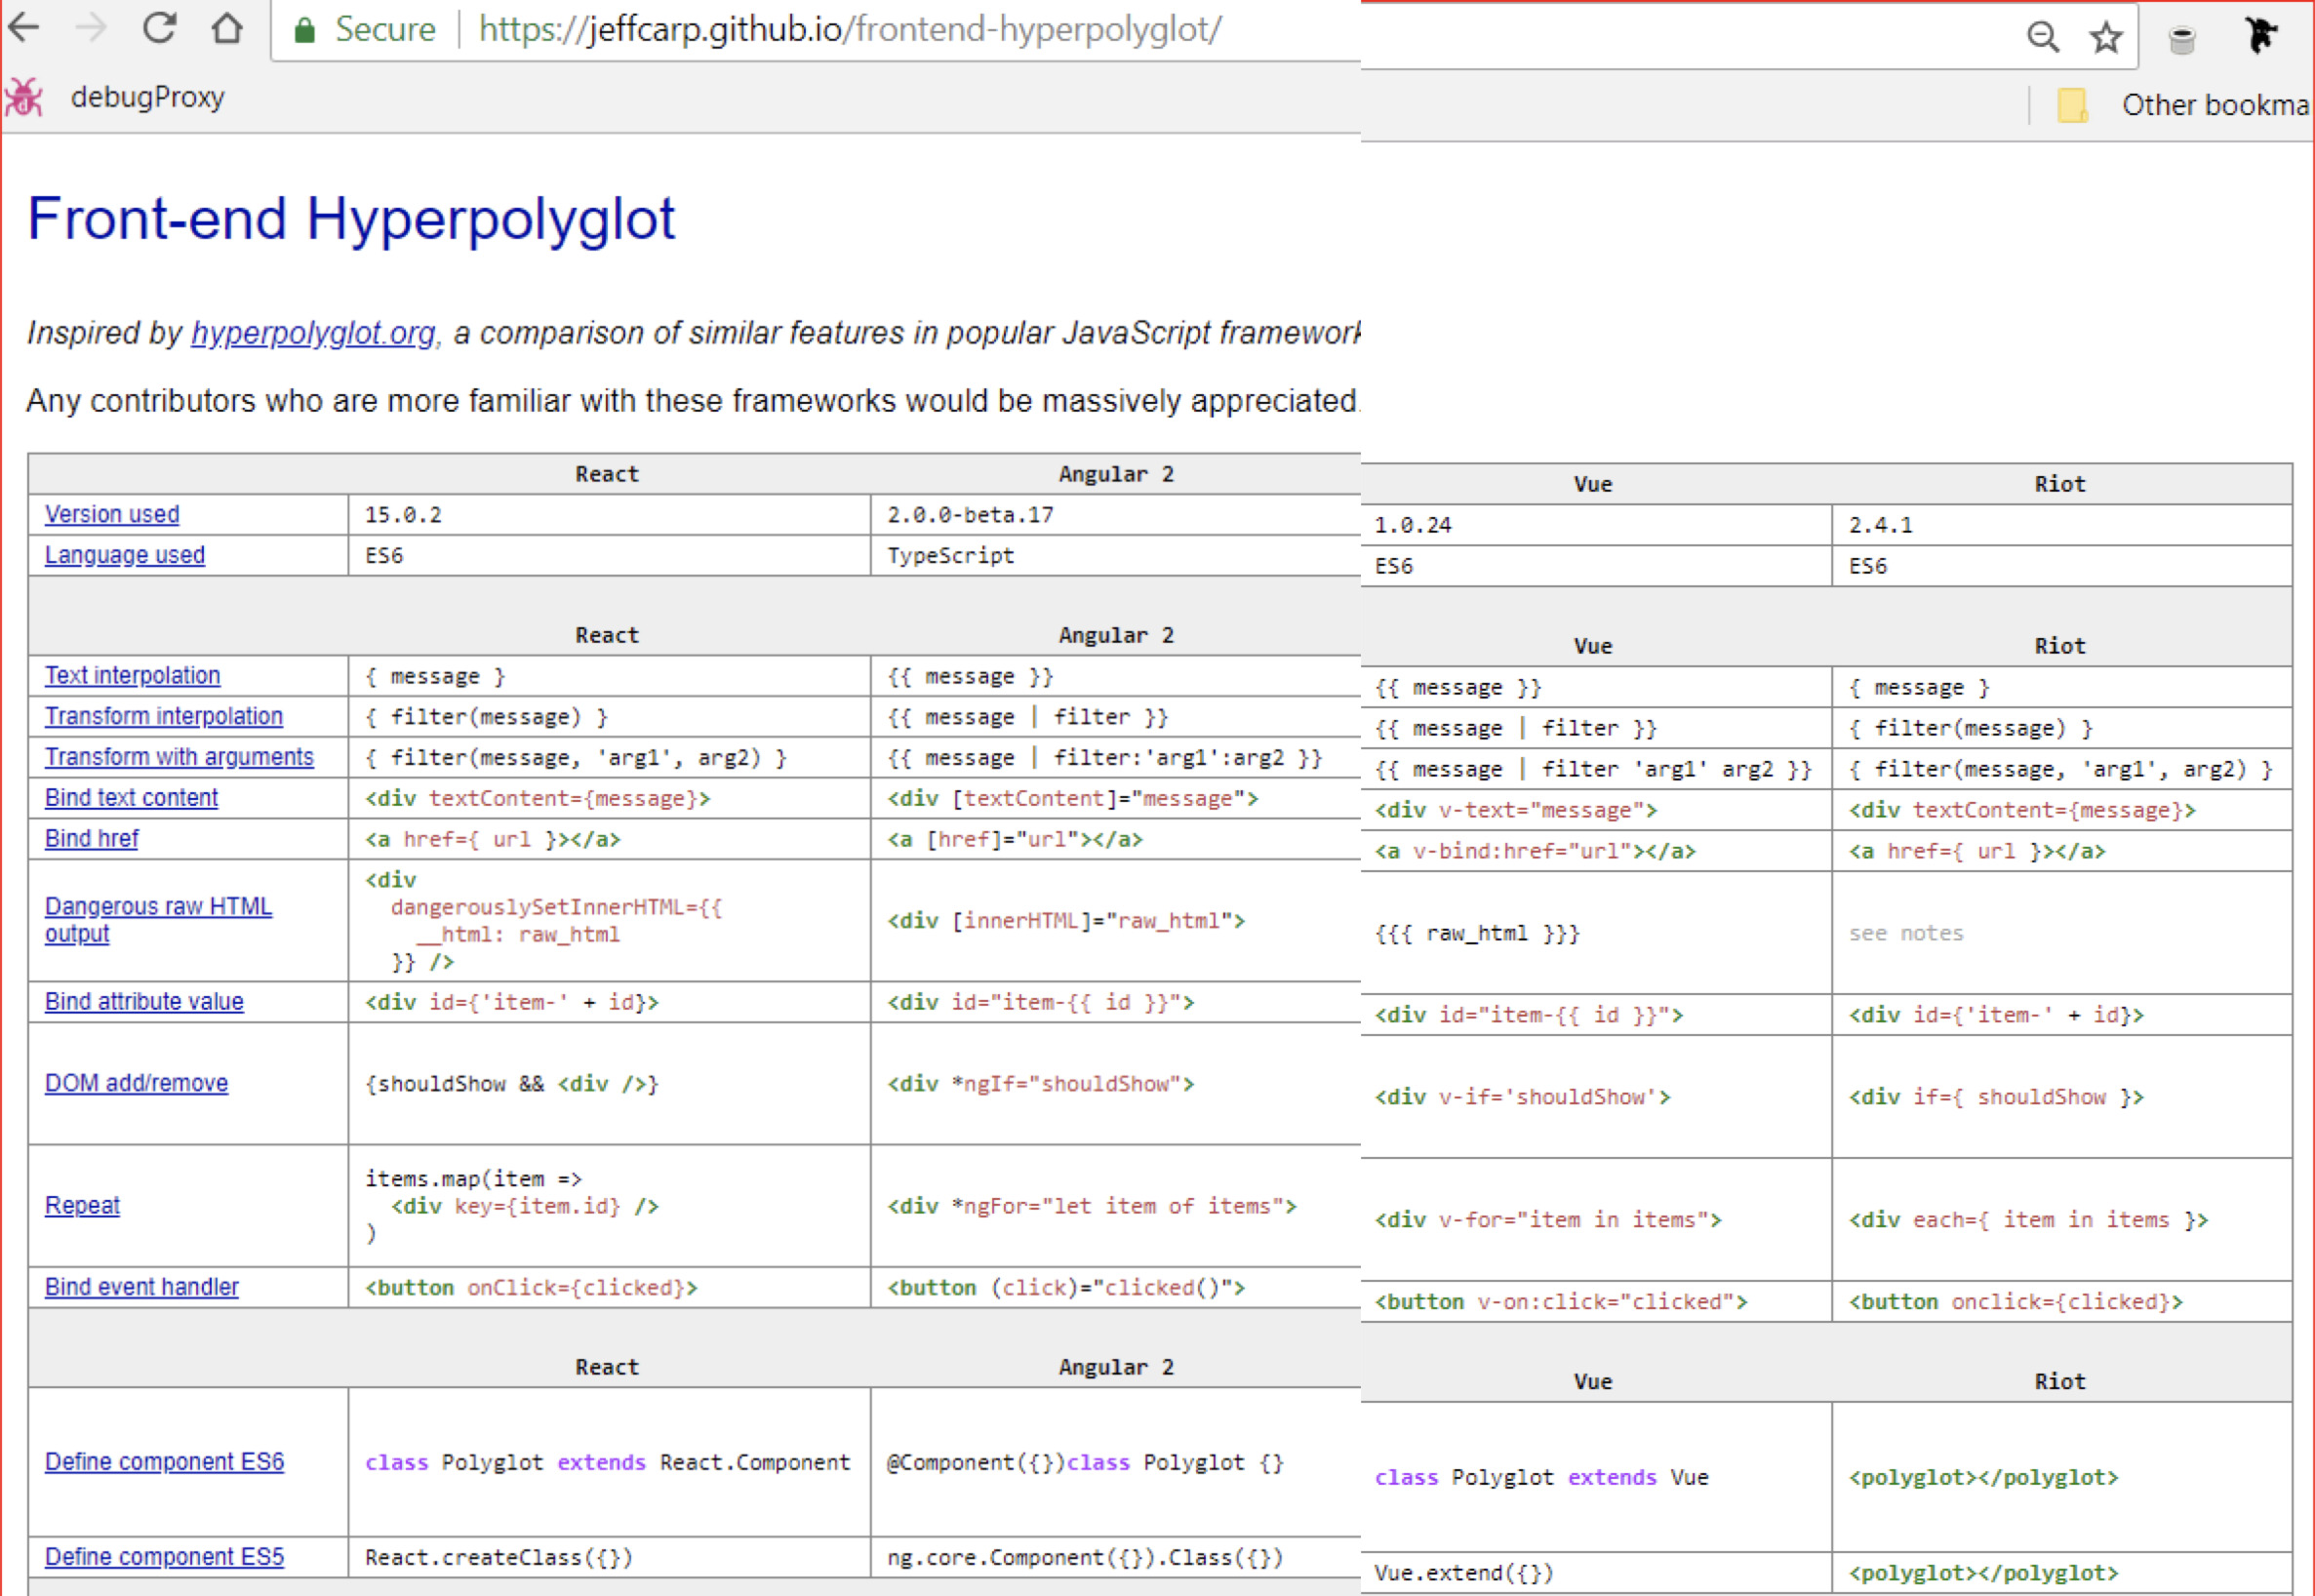 Secure https://jeffcarp.github.io/frontend-hyperpolyglot/
debugProxy Other bookma
Front-end Hyperpolyglot
Inspired by hyperpolyglot.org, a comparison of similar features in popular JavaScript framework
Any contributors who are more familiar with these frameworks would be massively appreciated.
React Angular 2 Vue Riot
Version used 15.0.2 2.0.0-beta.17 1.0.24 2.4.1
Language used ES6 TypeScript ES6 ES6
React Angular 2 Vue Riot
Text interpolation { message } {{ message }} {{ message }} { message }
Transform interpolation { filter(message) } {{ message | filter }} {{ message | filter }} { filter(message) }
Transform with arguments { filter(message, 'arg1', arg2) } {{ message | filter:'arg1':arg2 }} {{ message | filter 'arg1' arg2 }} { filter(message, 'arg1', arg2) }
Bind text content <div textContent={message}> <div [textContent]="message"> <div v-text="message"> <div textContent={message}>
Bind href <a href={ url }></a> <a [href]="url"></a> <a v-bind:href="url"></a> <a href={ url }></a>
Dangerous raw HTML
output
<div
dangerouslySetInnerHTML={{
__html: raw_html
}} />
<div [innerHTML]="raw_html"> {{{ raw_html }}} see notes
Bind attribute value <div id={'item-' + id}> <div id="item-{{ id }}"> <div id="item-{{ id }}"> <div id={'item-' + id}>
DOM add/remove {shouldShow && <div />} <div *ngIf="shouldShow"> <div v-if='shouldShow'> <div if={ shouldShow }>
Repeat
items.map(item =>
<div key={item.id} />
)
<div *ngFor="let item of items"> <div v-for="item in items"> <div each={ item in items }>
Bind event handler <button onClick={clicked}> <button (click)="clicked()"> <button v-on:click="clicked"> <button onclick={clicked}>
React Angular 2 Vue Riot
Define component ES6 class Polyglot extends React.Component @Component({})class Polyglot {} class Polyglot extends Vue <polyglot></polyglot>
Define component ES5 React.createClass({}) ng.core.Component({}).Class({}) Vue.extend({}) <polyglot></polyglot>